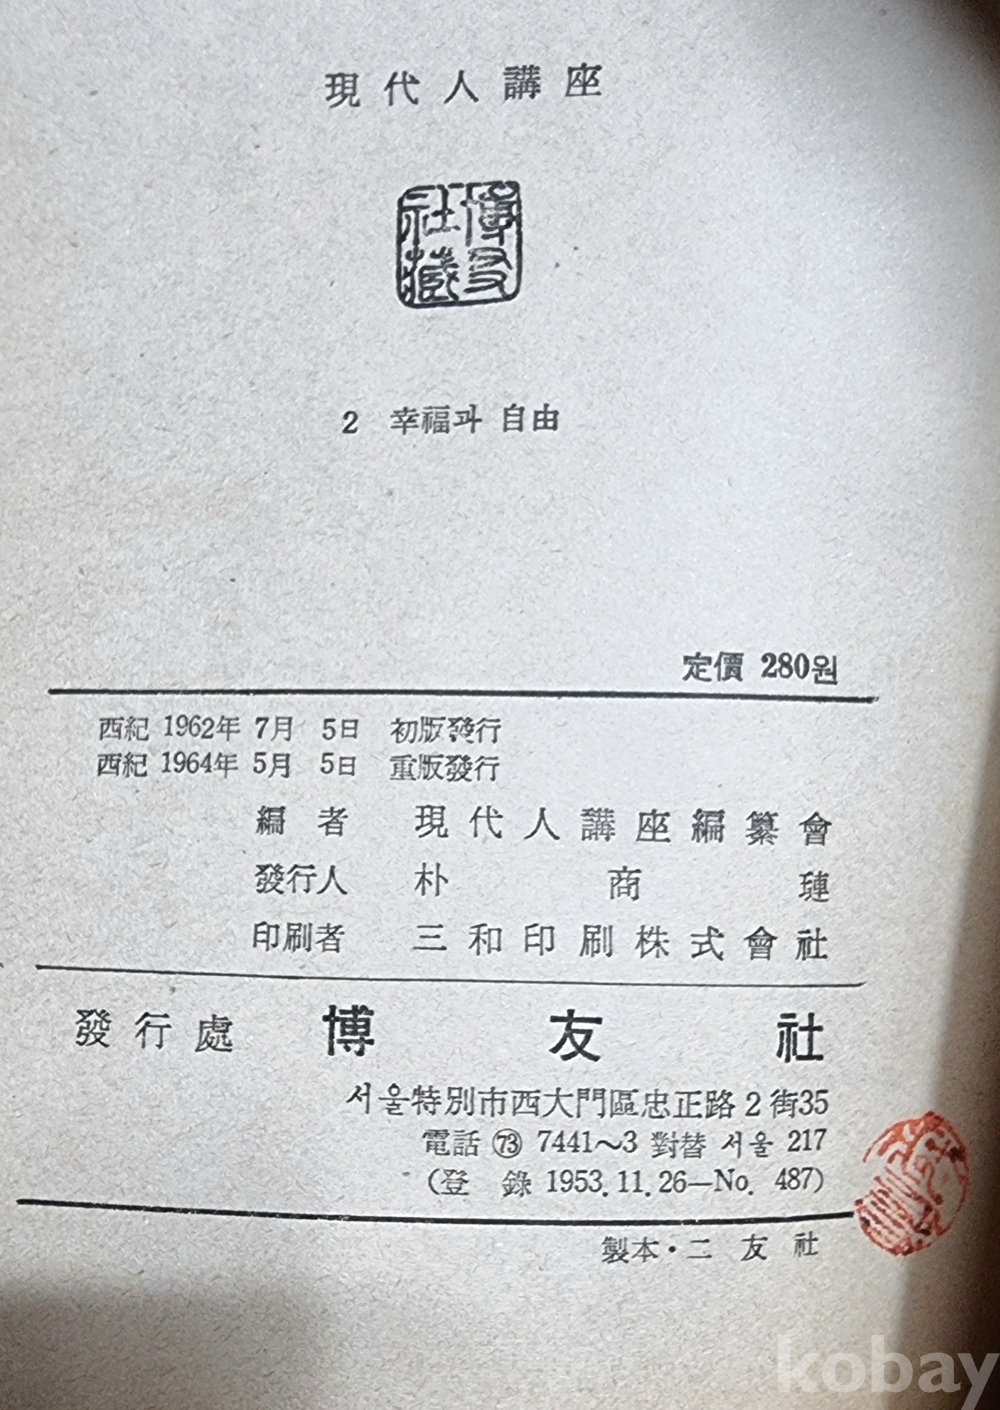 現代人講座
博友社藏
2 幸福과 自由
定價 280원
西紀 1962年 7月 5日 初版發行
西紀 1964年 5月 5日 重版發行
編者 現代人講座編纂會
發行人 朴商璉
印刷者 三和印刷株式會社
發行處 博友社
서울特別市西大門區忠正路2街35
電話 ㊼ 7441~3 對替 서울 217
(登錄 1953.11.26—No. 487)
製本・二友社
kobay